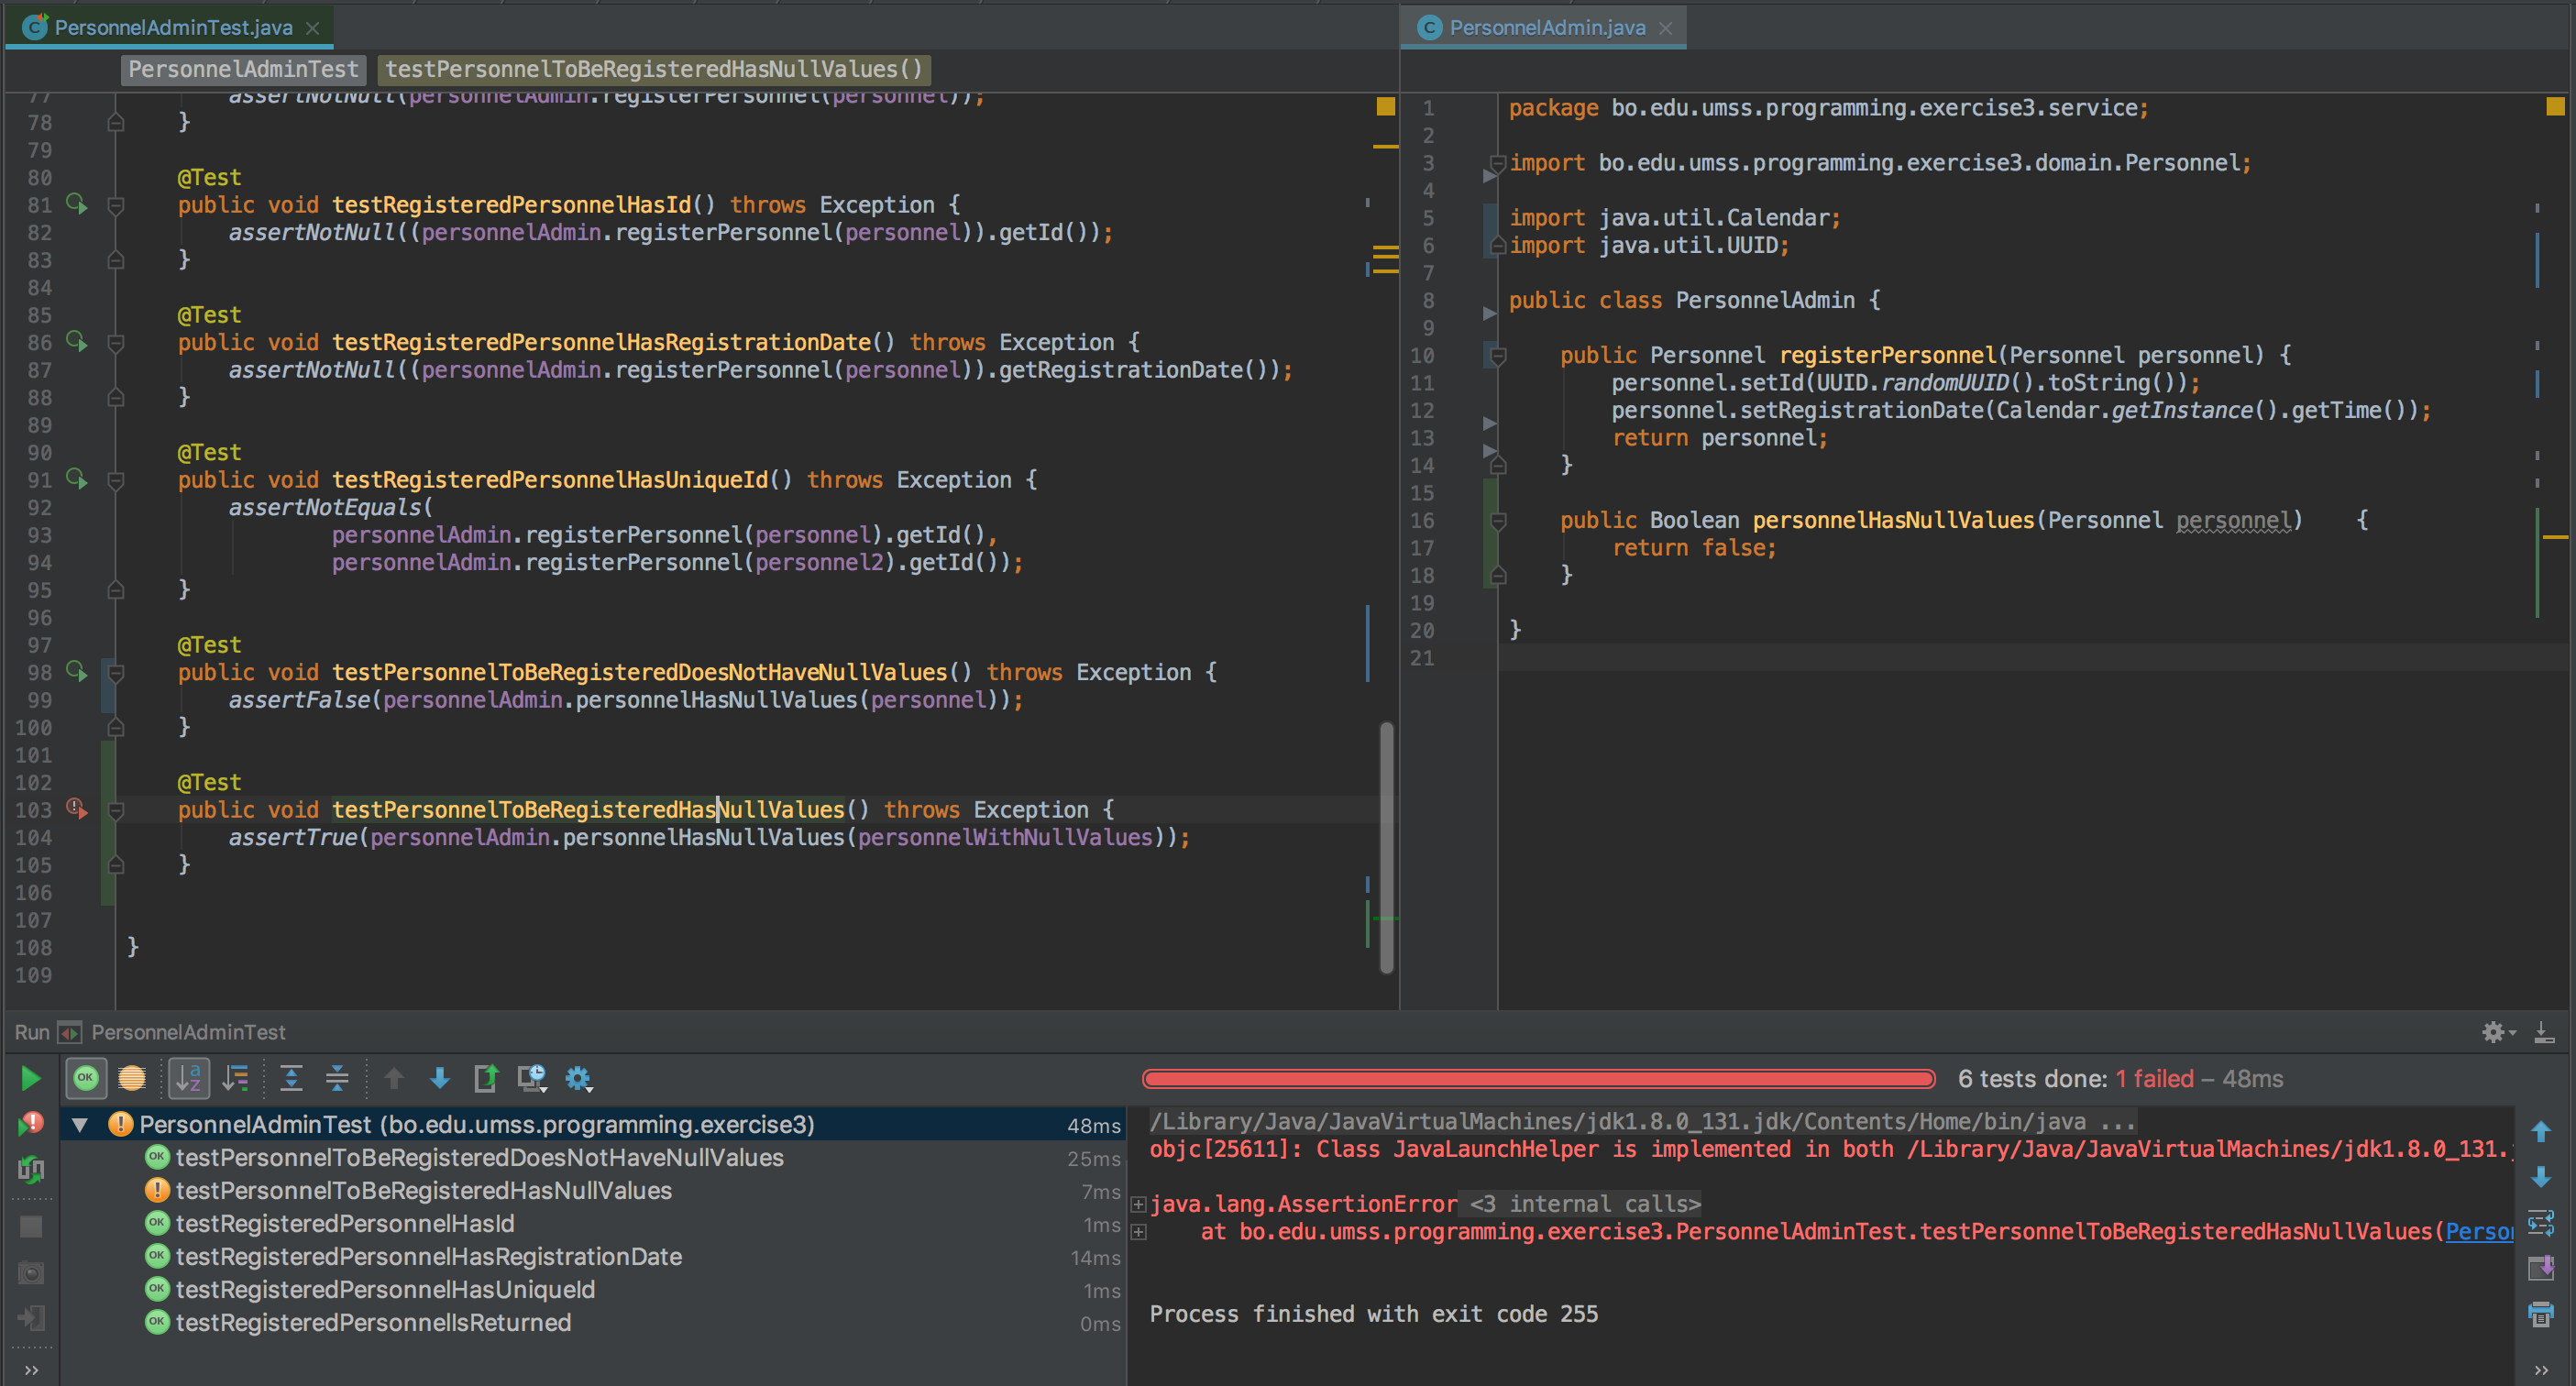 PersonnelAdminTest.java
PersonnelAdmin.java
PersonnelAdminTest testPersonnelToBeRegisteredHasNullValues()
77 assertNotNull(personnelAdmin.registerPersonnel(personnel));
78 }
79
80 @Test
81 public void testRegisteredPersonnelHasId() throws Exception {
82 assertNotNull((personnelAdmin.registerPersonnel(personnel)).getId());
83 }
84
85 @Test
86 public void testRegisteredPersonnelHasRegistrationDate() throws Exception {
87 assertNotNull((personnelAdmin.registerPersonnel(personnel)).getRegistrationDate());
88 }
89
90 @Test
91 public void testRegisteredPersonnelHasUniqueId() throws Exception {
92 assertNotEquals(
93 personnelAdmin.registerPersonnel(personnel).getId(),
94 personnelAdmin.registerPersonnel(personnel2).getId());
95 }
96
97 @Test
98 public void testPersonnelToBeRegisteredDoesNotHaveNullValues() throws Exception {
99 assertFalse(personnelAdmin.personnelHasNullValues(personnel));
100 }
101
102 @Test
103 public void testPersonnelToBeRegisteredHasNullValues() throws Exception {
104 assertTrue(personnelAdmin.personnelHasNullValues(personnelWithNullValues));
105 }
106
107
108 }
109
1 package bo.edu.umss.programming.exercise3.service;
2
3 import bo.edu.umss.programming.exercise3.domain.Personnel;
4
5 import java.util.Calendar;
6 import java.util.UUID;
7
8 public class PersonnelAdmin {
9
10 public Personnel registerPersonnel(Personnel personnel) {
11 personnel.setId(UUID.randomUUID().toString());
12 personnel.setRegistrationDate(Calendar.getInstance().getTime());
13 return personnel;
14 }
15
16 public Boolean personnelHasNullValues(Personnel personnel) {
17 return false;
18 }
19
20 }
21
Run PersonnelAdminTest
6 tests done: 1 failed – 48ms
PersonnelAdminTest (bo.edu.umss.programming.exercise3) 48ms
OK testPersonnelToBeRegisteredDoesNotHaveNullValues 25ms
testPersonnelToBeRegisteredHasNullValues 7ms
OK testRegisteredPersonnelHasId 1ms
OK testRegisteredPersonnelHasRegistrationDate 14ms
OK testRegisteredPersonnelHasUniqueId 1ms
OK testRegisteredPersonnelIsReturned 0ms
/Library/Java/JavaVirtualMachines/jdk1.8.0_131.jdk/Contents/Home/bin/java ...
objc[25611]: Class JavaLaunchHelper is implemented in both /Library/Java/JavaVirtualMachines/jdk1.8.0_131.j
java.lang.AssertionError <3 internal calls>
at bo.edu.umss.programming.exercise3.PersonnelAdminTest.testPersonnelToBeRegisteredHasNullValues(Person
Process finished with exit code 255